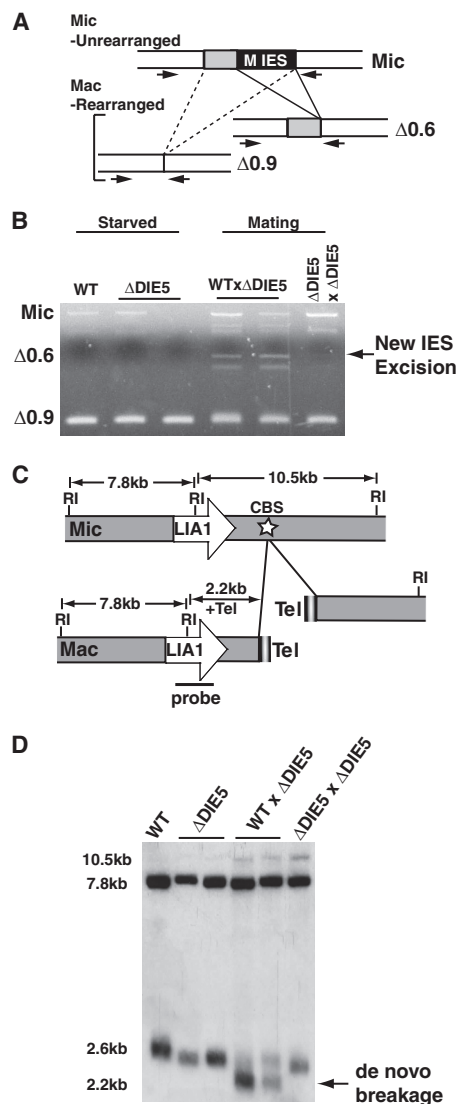 A
Mic
-Unrearranged
M IES
Mic
Mac
-Rearranged
Δ0.6
Δ0.9
B
Starved
Mating
WT
ΔDIE5
WTxΔDIE5
ΔDIE5
x ΔDIE5
Mic
Δ0.6
New IES
Excision
Δ0.9
C
7.8kb
10.5kb
RI
RI
RI
CBS
Mic
LIA1
2.2kb
+Tel
7.8kb
RI
RI
RI
Tel
Mac
LIA1
Tel
probe
D
WT
ΔDIE5
WT x ΔDIE5
ΔDIE5 x ΔDIE5
10.5kb
7.8kb
2.6kb
2.2kb
de novo
breakage